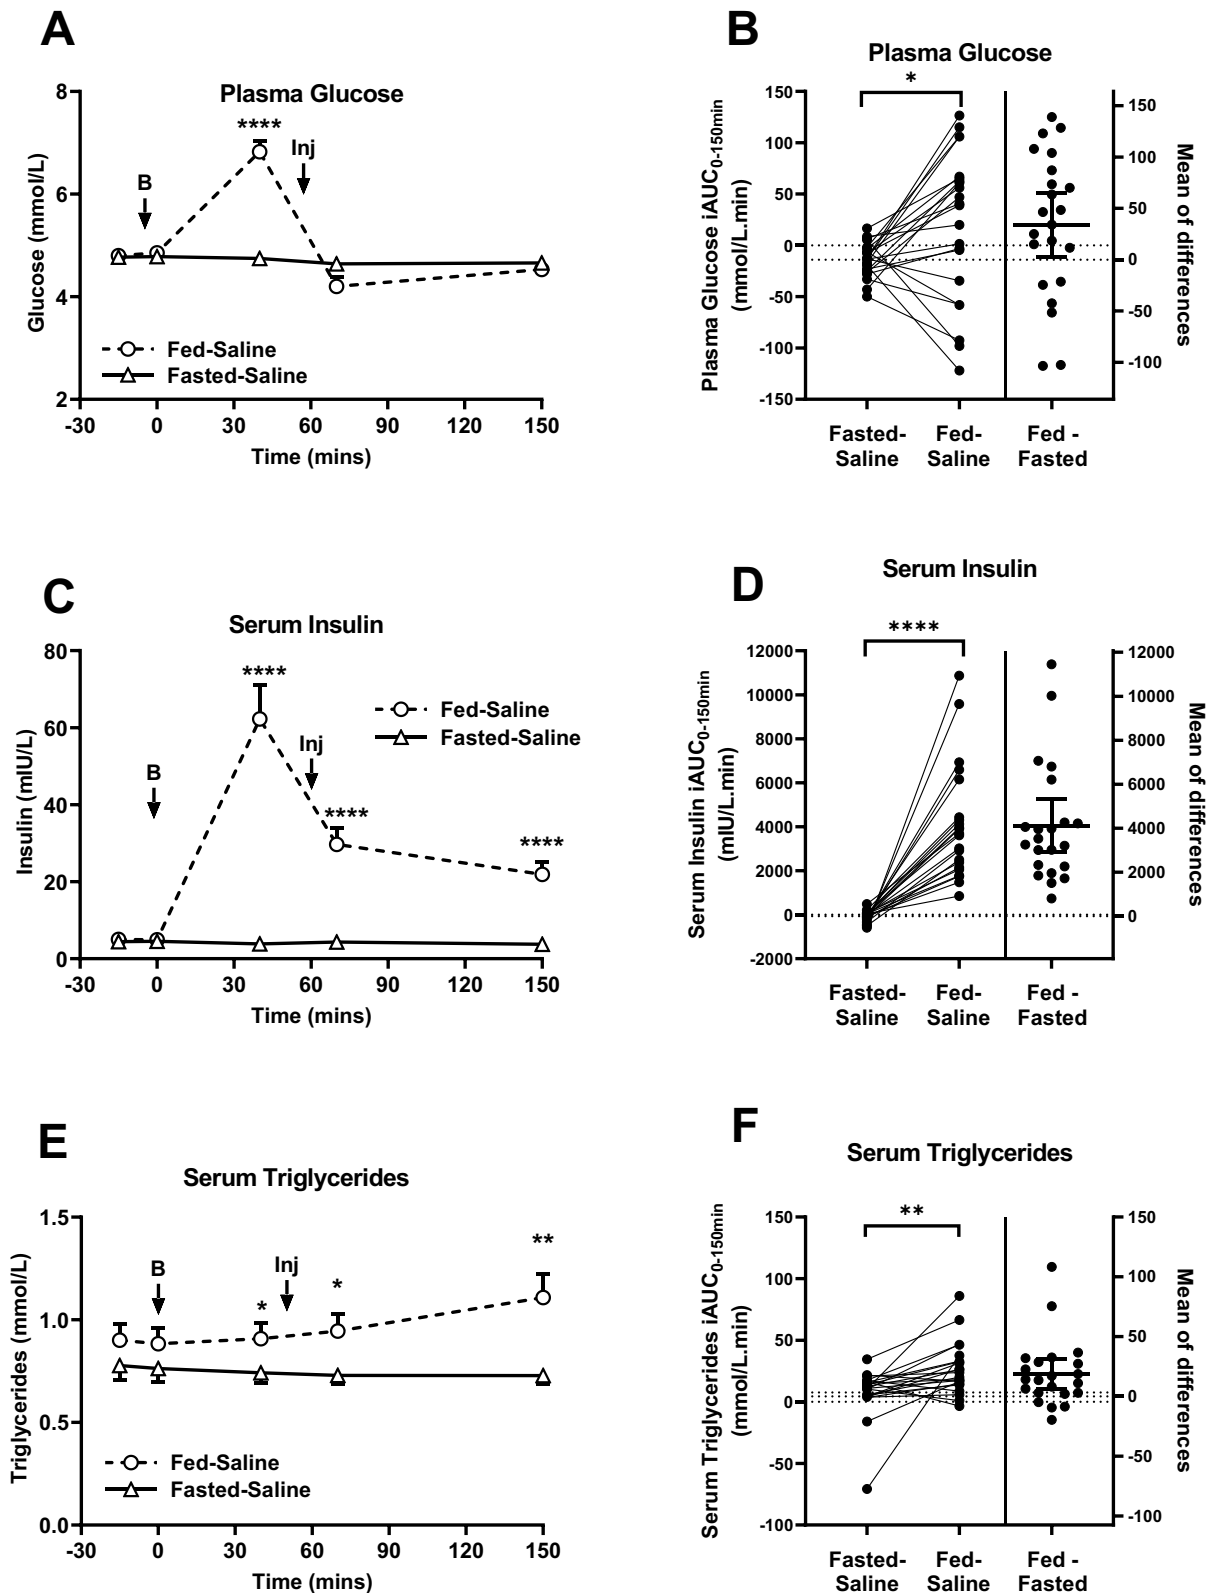 A
Plasma Glucose
****
B
Inj
Glucose (mmol/L)
8
6
4
2
Fed-Saline
Fasted-Saline
-30
0
30
60
90
120
150
Time (mins)
B
Plasma Glucose
*
Plasma Glucose iAUC0-150min
(mmol/L.min)
150
100
50
0
-50
-100
-150
150
100
50
0
-50
-100
Mean of differences
Fasted-
Saline
Fed-
Saline
Fed -
Fasted
C
Serum Insulin
****
Fed-Saline
Fasted-Saline
Inj
B
****
****
Insulin (mIU/L)
80
60
40
20
0
-30
0
30
60
90
120
150
Time (mins)
D
Serum Insulin
****
Serum Insulin iAUC0-150min
(mIU/L.min)
12000
10000
8000
6000
4000
2000
0
-2000
12000
10000
8000
6000
4000
2000
0
Mean of differences
Fasted-
Saline
Fed-
Saline
Fed -
Fasted
E
Serum Triglycerides
**
B
Inj
*
*
Triglycerides (mmol/L)
1.5
1.0
0.5
0.0
Fed-Saline
Fasted-Saline
-30
0
30
60
90
120
150
Time (mins)
F
Serum Triglycerides
**
Serum Triglycerides iAUC0-150min
(mmol/L.min)
150
100
50
0
-50
-100
150
100
50
0
-50
-100
Mean of differences
Fasted-
Saline
Fed-
Saline
Fed -
Fasted